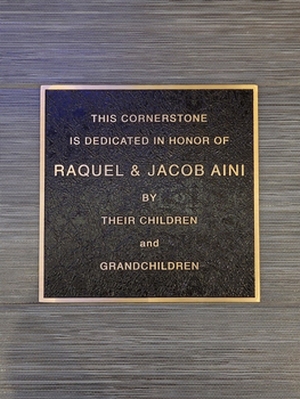 THIS CORNERSTONE
IS DEDICATED IN HONOR OF
RAQUEL & JACOB AINI
BY
THEIR CHILDREN
and
GRANDCHILDREN